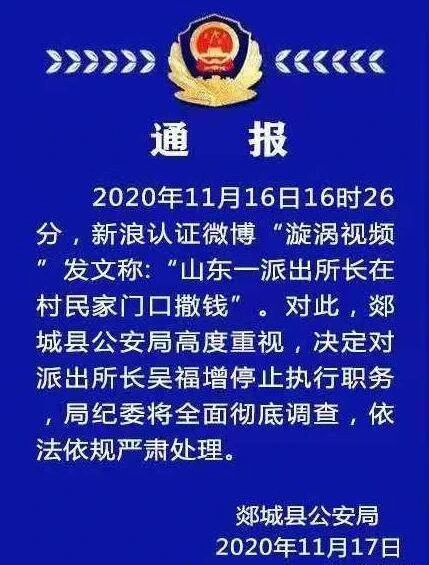 通 报
2020年11月16日16时26
分，新浪认证微博“漩涡视频
”发文称:“山东一派出所长在
村民家门口撒钱”。对此，郯
城县公安局高度重视，决定对
派出所长吴福增停止执行职务
，局纪委将全面彻底调查，依
法依规严肃处理。
郯城县公安局
2020年11月17日